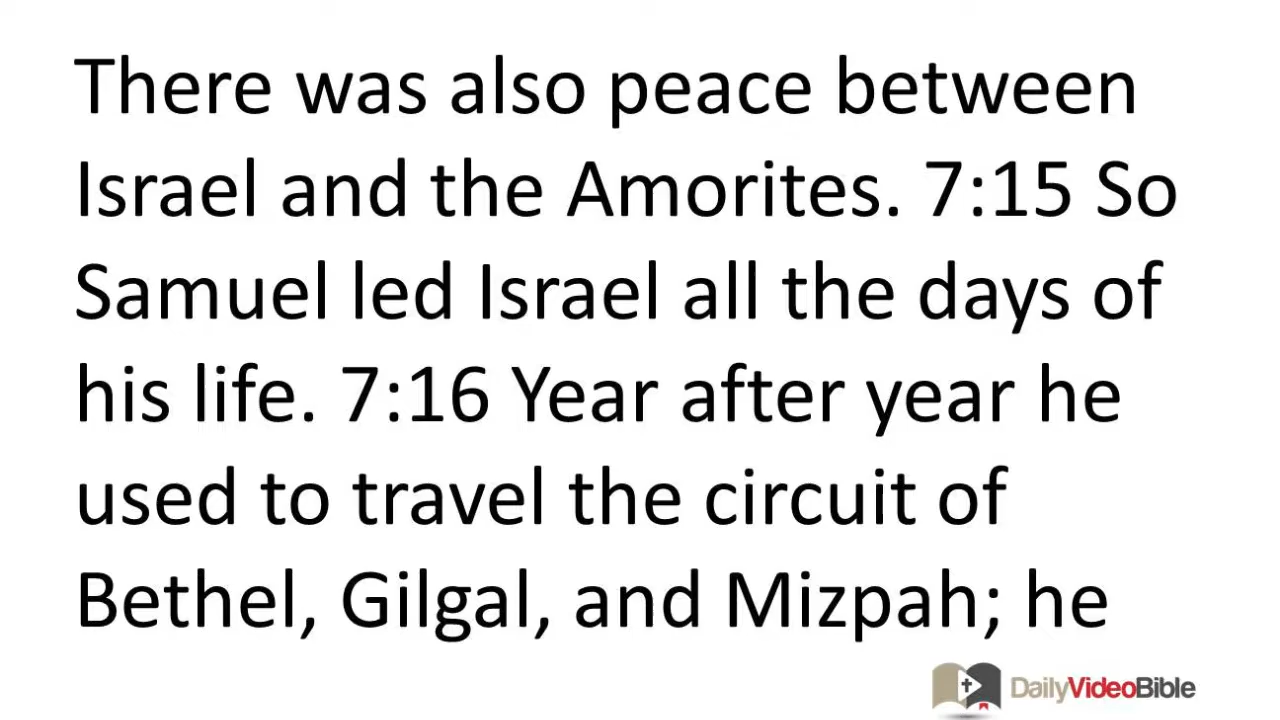 There was also peace between
Israel and the Amorites. 7:15 So
Samuel led Israel all the days of
his life. 7:16 Year after year he
used to travel the circuit of
Bethel, Gilgal, and Mizpah; he
DailyVideoBible